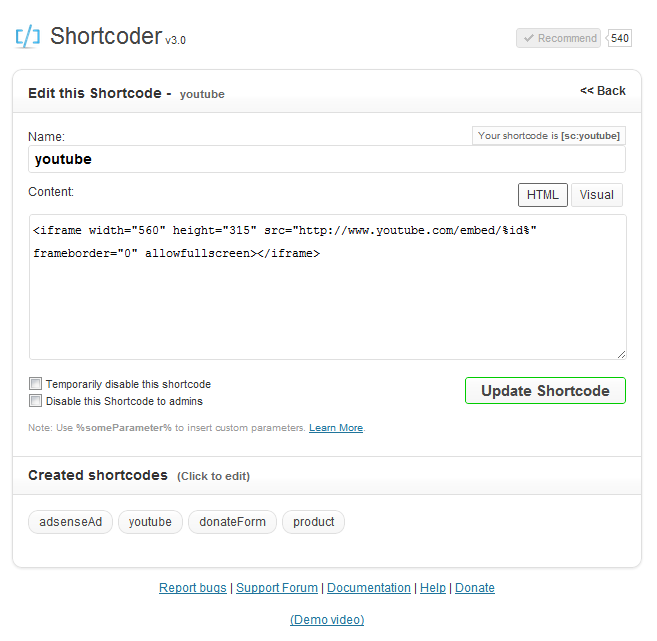 [/] Shortcoder v3.0
Recommend 540
Edit this Shortcode - youtube
<< Back
Name:
Your shortcode is [sc:youtube]
youtube
Content:
HTML Visual
<iframe width="560" height="315" src="http://www.youtube.com/embed/%id%"
frameborder="0" allowfullscreen></iframe>
Temporarily disable this shortcode
Disable this Shortcode to admins
Update Shortcode
Note: Use %someParameter% to insert custom parameters. Learn More.
Created shortcodes (Click to edit)
adsenseAd youtube donateForm product
Report bugs | Support Forum | Documentation | Help | Donate
(Demo video)